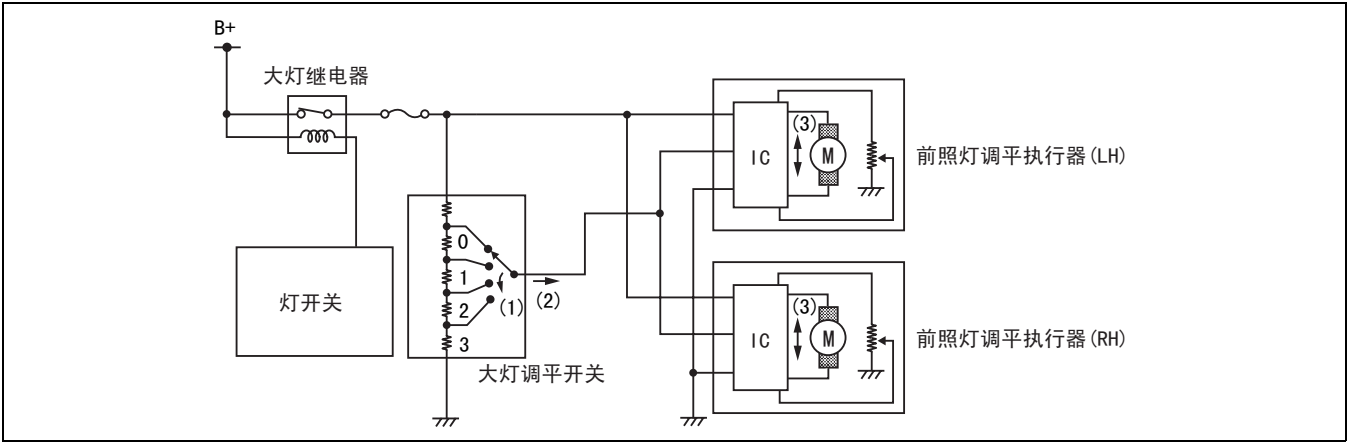 B+
大灯继电器
灯开关
0
1
2
3
(1)
(2)
大灯调平开关
IC
(3)
M
前照灯调平执行器(LH)
IC
(3)
M
前照灯调平执行器(RH)